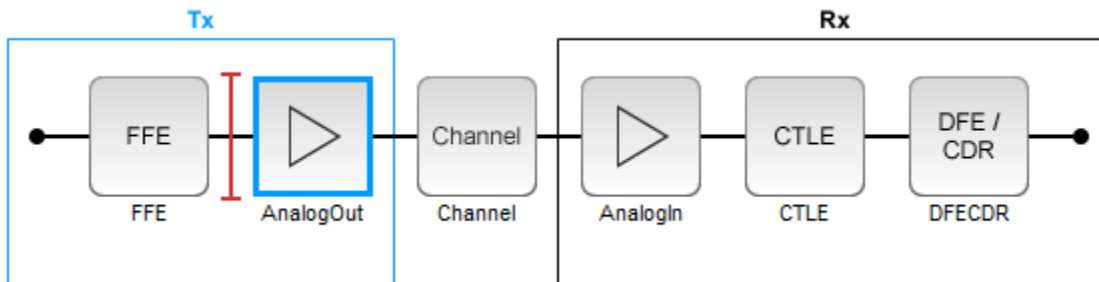 Tx
Rx
FFE
Channel
CTLE
DFE /
CDR
FFE
AnalogOut
Channel
AnalogIn
CTLE
DFECDR